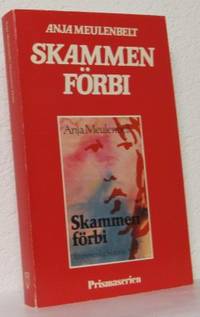 ANJA MEULENBELT
SKAMMEN
FÖRBI
Anja Meulenbelt
Skammen
förbi
Prismaserien